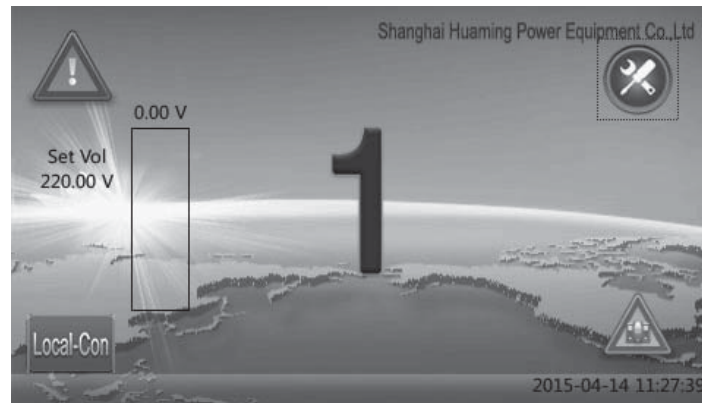 Shanghai Huaming Power Equipment Co.,Ltd
0.00 V
Set Vol
220.00 V
1
Local-Con
2015-04-14 11:27:39